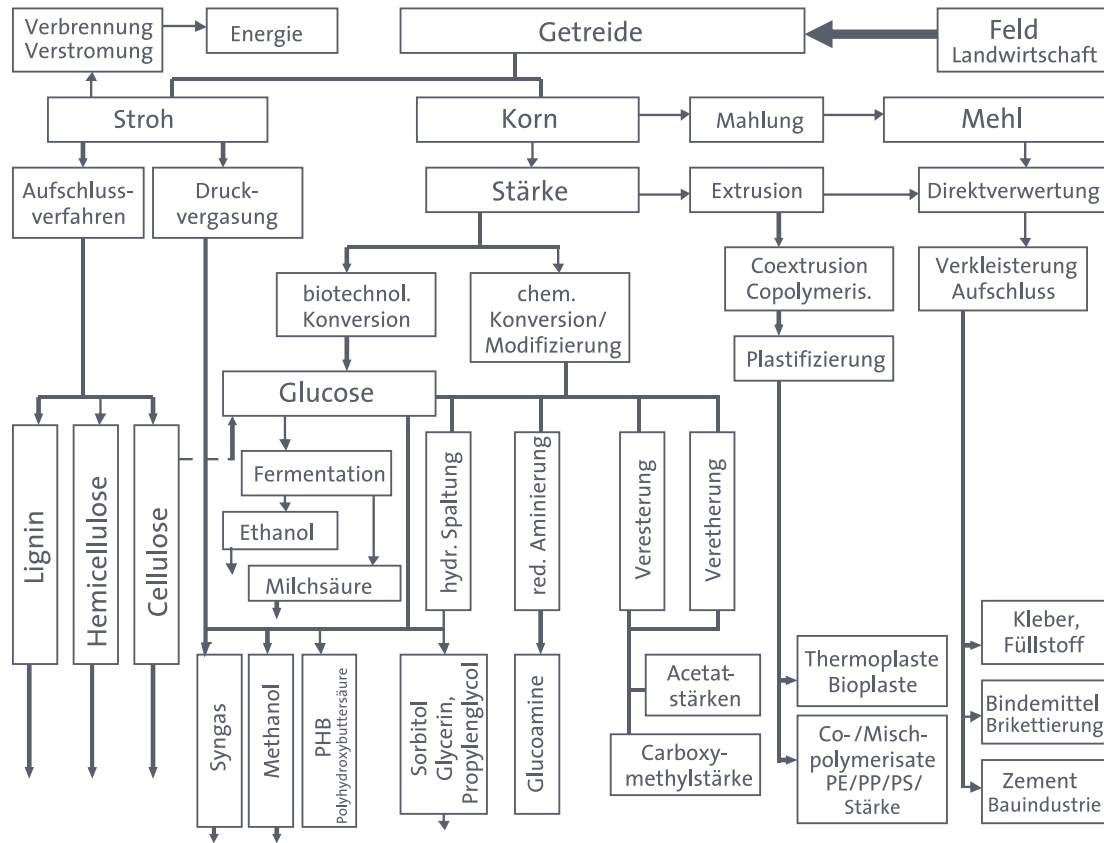 Verbrennung
Verstromung
Energie
Getreide
Feld
Landwirtschaft
Stroh
Korn
Mahlung
Mehl
Aufschluss-
verfahren
Druck-
vergasung
Stärke
Extrusion
Direktverwertung
biotechnol.
Konversion
chem.
Konversion/
Modifizierung
Coextrusion
Copolymeris.
Verkleisterung
Aufschluss
Plastifizierung
Glucose
Lignin
Hemicellulose
Cellulose
Fermentation
Ethanol
Milchsäure
hydr. Spaltung
red. Aminierung
Veresterung
Veretherung
Syngas
Methanol
PHB
Polyhydroxybuttersäure
Sorbitol
Glycerin,
Propylenglycol
Glucoamine
Acetat-
stärken
Carboxy-
methylstärke
Thermoplaste
Bioplaste
Co-/Misch-
polymerisate
PE/PP/PS/
Stärke
Kleber,
Füllstoff
Bindemittel
Brikettierung
Zement
Bauindustrie